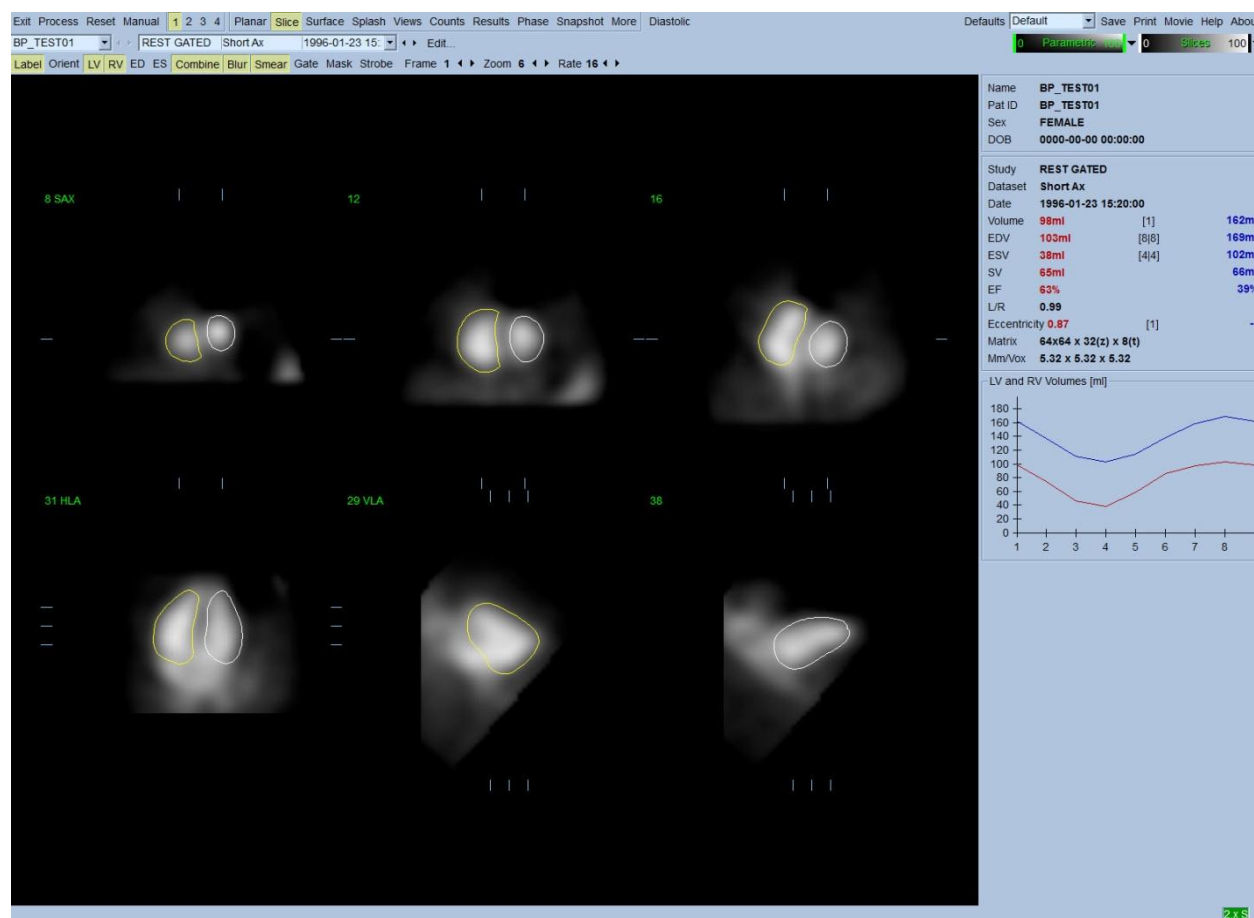 Exit Process Reset Manual 1 2 3 4 Planar Slice Surface Splash Views Counts Results Phase Snapshot More Diastolic Defaults Default Save Print Movie Help Abou
BP_TEST01 REST GATED Short Ax 1996-01-23 15: Edit... 0 Parametric 100 0 Slices 100
Label Orient LV RV ED ES Combine Blur Smear Gate Mask Strobe Frame 1 Zoom 6 Rate 16
Name BP_TEST01
Pat ID BP_TEST01
Sex FEMALE
DOB 0000-00-00 00:00:00
Study REST GATED
Dataset Short Ax
Date 1996-01-23 15:20:00
Volume 98ml [1] 162m
EDV 103ml [8|8] 169m
ESV 38ml [4|4] 102m
SV 65ml 66m
EF 63% 39%
L/R 0.99
Eccentricity 0.87 [1] -
Matrix 64x64 x 32(z) x 8(t)
Mm/Vox 5.32 x 5.32 x 5.32
LV and RV Volumes [ml]
180
160
140
120
100
80
60
40
20
0
1 2 3 4 5 6 7 8
8 SAX 12 16
31 HLA 29 VLA 38
2 x S